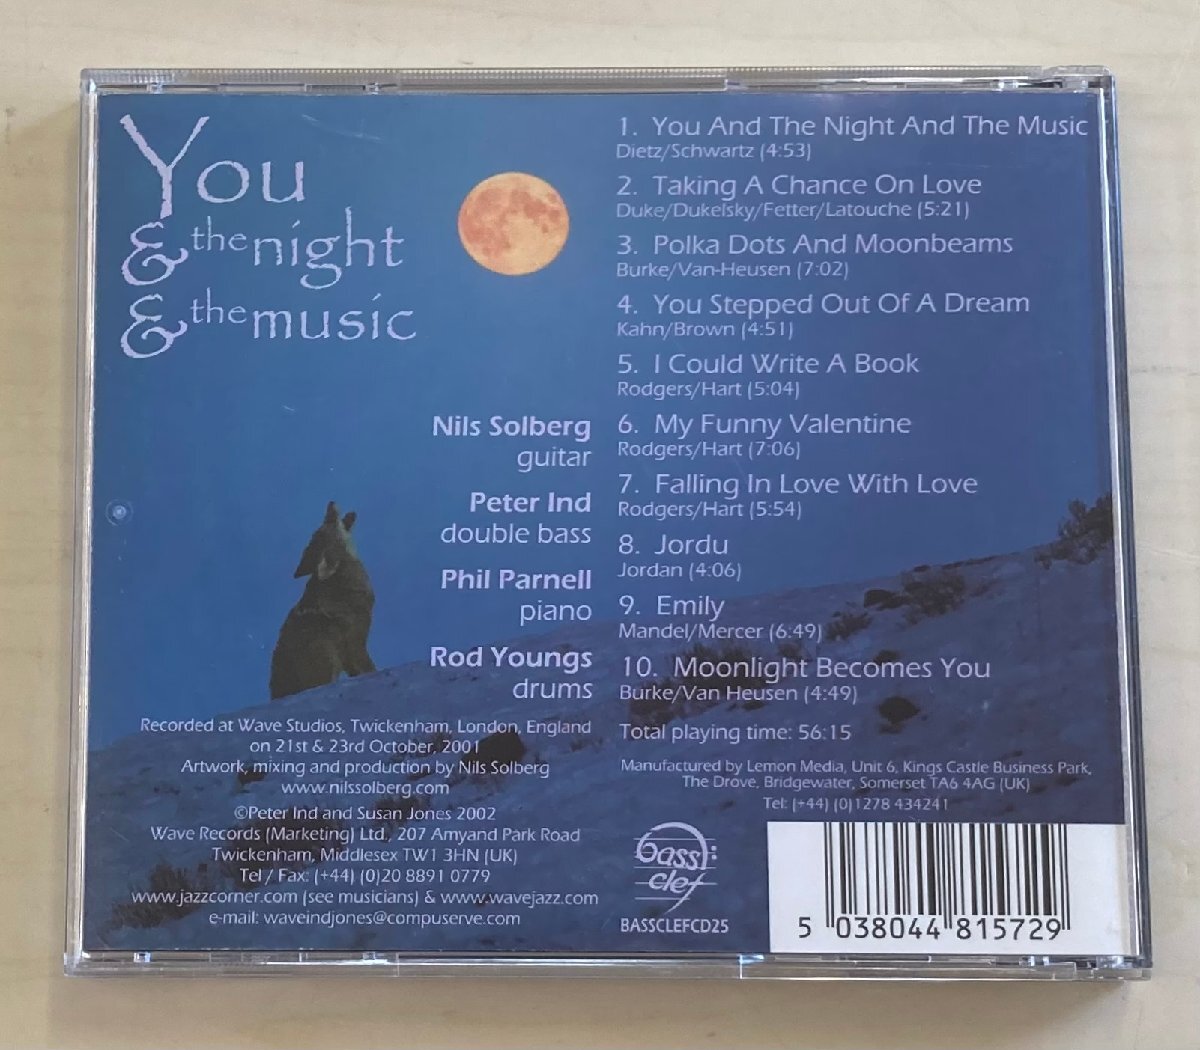 You
& the night
& the music
Nils Solberg
guitar
Peter Ind
double bass
Phil Parnell
piano
Rod Youngs
drums
Recorded at Wave Studios, Twickenham, London, England
on 21st & 23rd October, 2001
Artwork, mixing and production by Nils Solberg
www.nilssolberg.com
©Peter Ind and Susan Jones 2002
Wave Records (Marketing) Ltd., 207 Amyand Park Road
Twickenham, Middlesex TW1 3HN (UK)
Tel / Fax: (+44) (0)20 8891 0779
www.jazzcorner.com (see musicians) & www.wavejazz.com
e-mail: waveindjones@compuserve.com
1. You And The Night And The Music
Dietz/Schwartz (4:53)
2. Taking A Chance On Love
Duke/Dukelsky/Fetter/Latouche (5:21)
3. Polka Dots And Moonbeams
Burke/Van-Heusen (7:02)
4. You Stepped Out Of A Dream
Kahn/Brown (4:51)
5. I Could Write A Book
Rodgers/Hart (5:04)
6. My Funny Valentine
Rodgers/Hart (7:06)
7. Falling In Love With Love
Rodgers/Hart (5:54)
8. Jordu
Jordan (4:06)
9. Emily
Mandel/Mercer (6:49)
10. Moonlight Becomes You
Burke/Van Heusen (4:49)
Total playing time: 56:15
Manufactured by Lemon Media, Unit 6, Kings Castle Business Park,
The Drove, Bridgewater, Somerset TA6 4AG (UK)
Tel: (+44) (0)1278 434241
bass
clef
BASSCLEFCD25
5 038044 815729